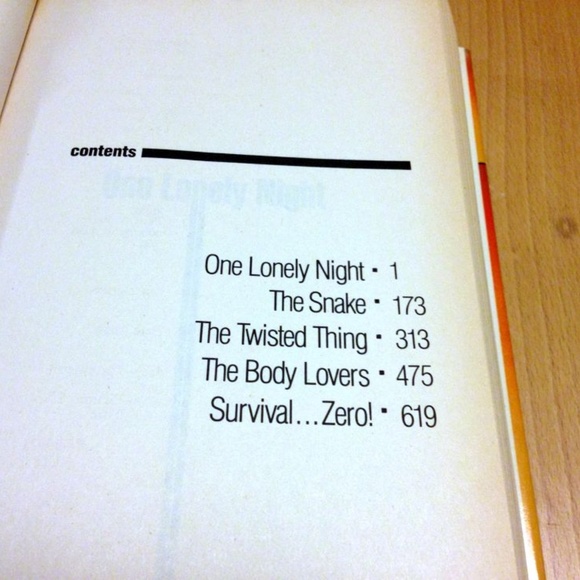 contents
One Lonely Night
One Lonely Night ▪ 1
The Snake ▪ 173
The Twisted Thing ▪ 313
The Body Lovers ▪ 475
Survival...Zero! ▪ 619